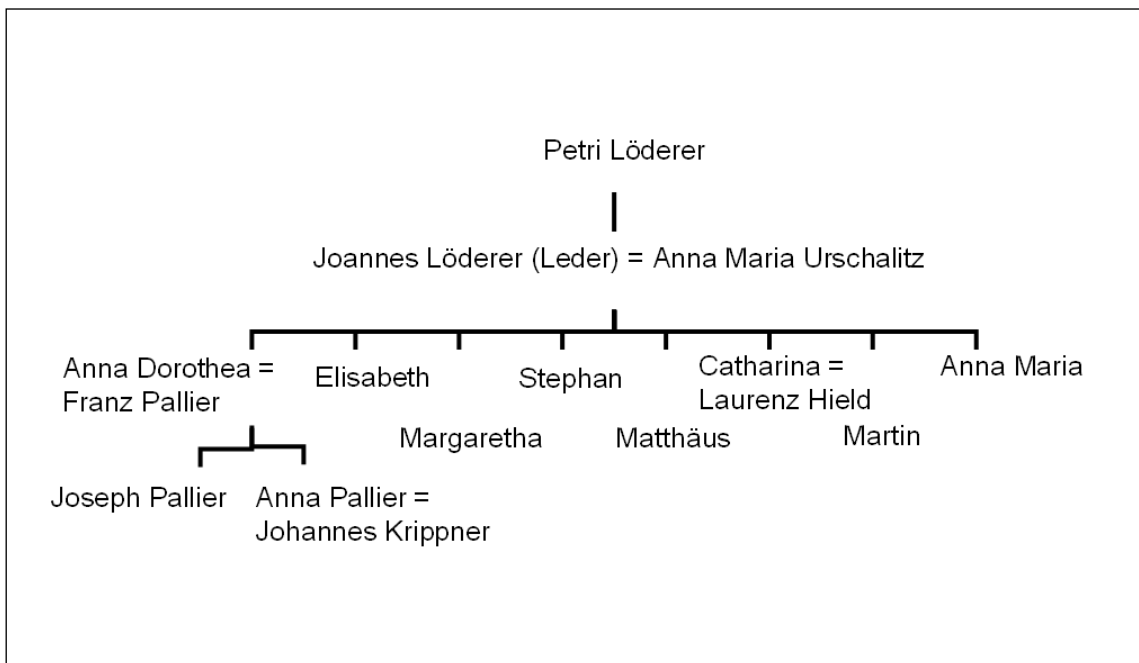 Petri Löderer
Joannes Löderer (Leder) = Anna Maria Urschalitz
Anna Dorothea =
Franz Pallier
Elisabeth
Margaretha
Stephan
Matthäus
Catharina =
Laurenz Hield
Martin
Anna Maria
Joseph Pallier
Anna Pallier =
Johannes Krippner